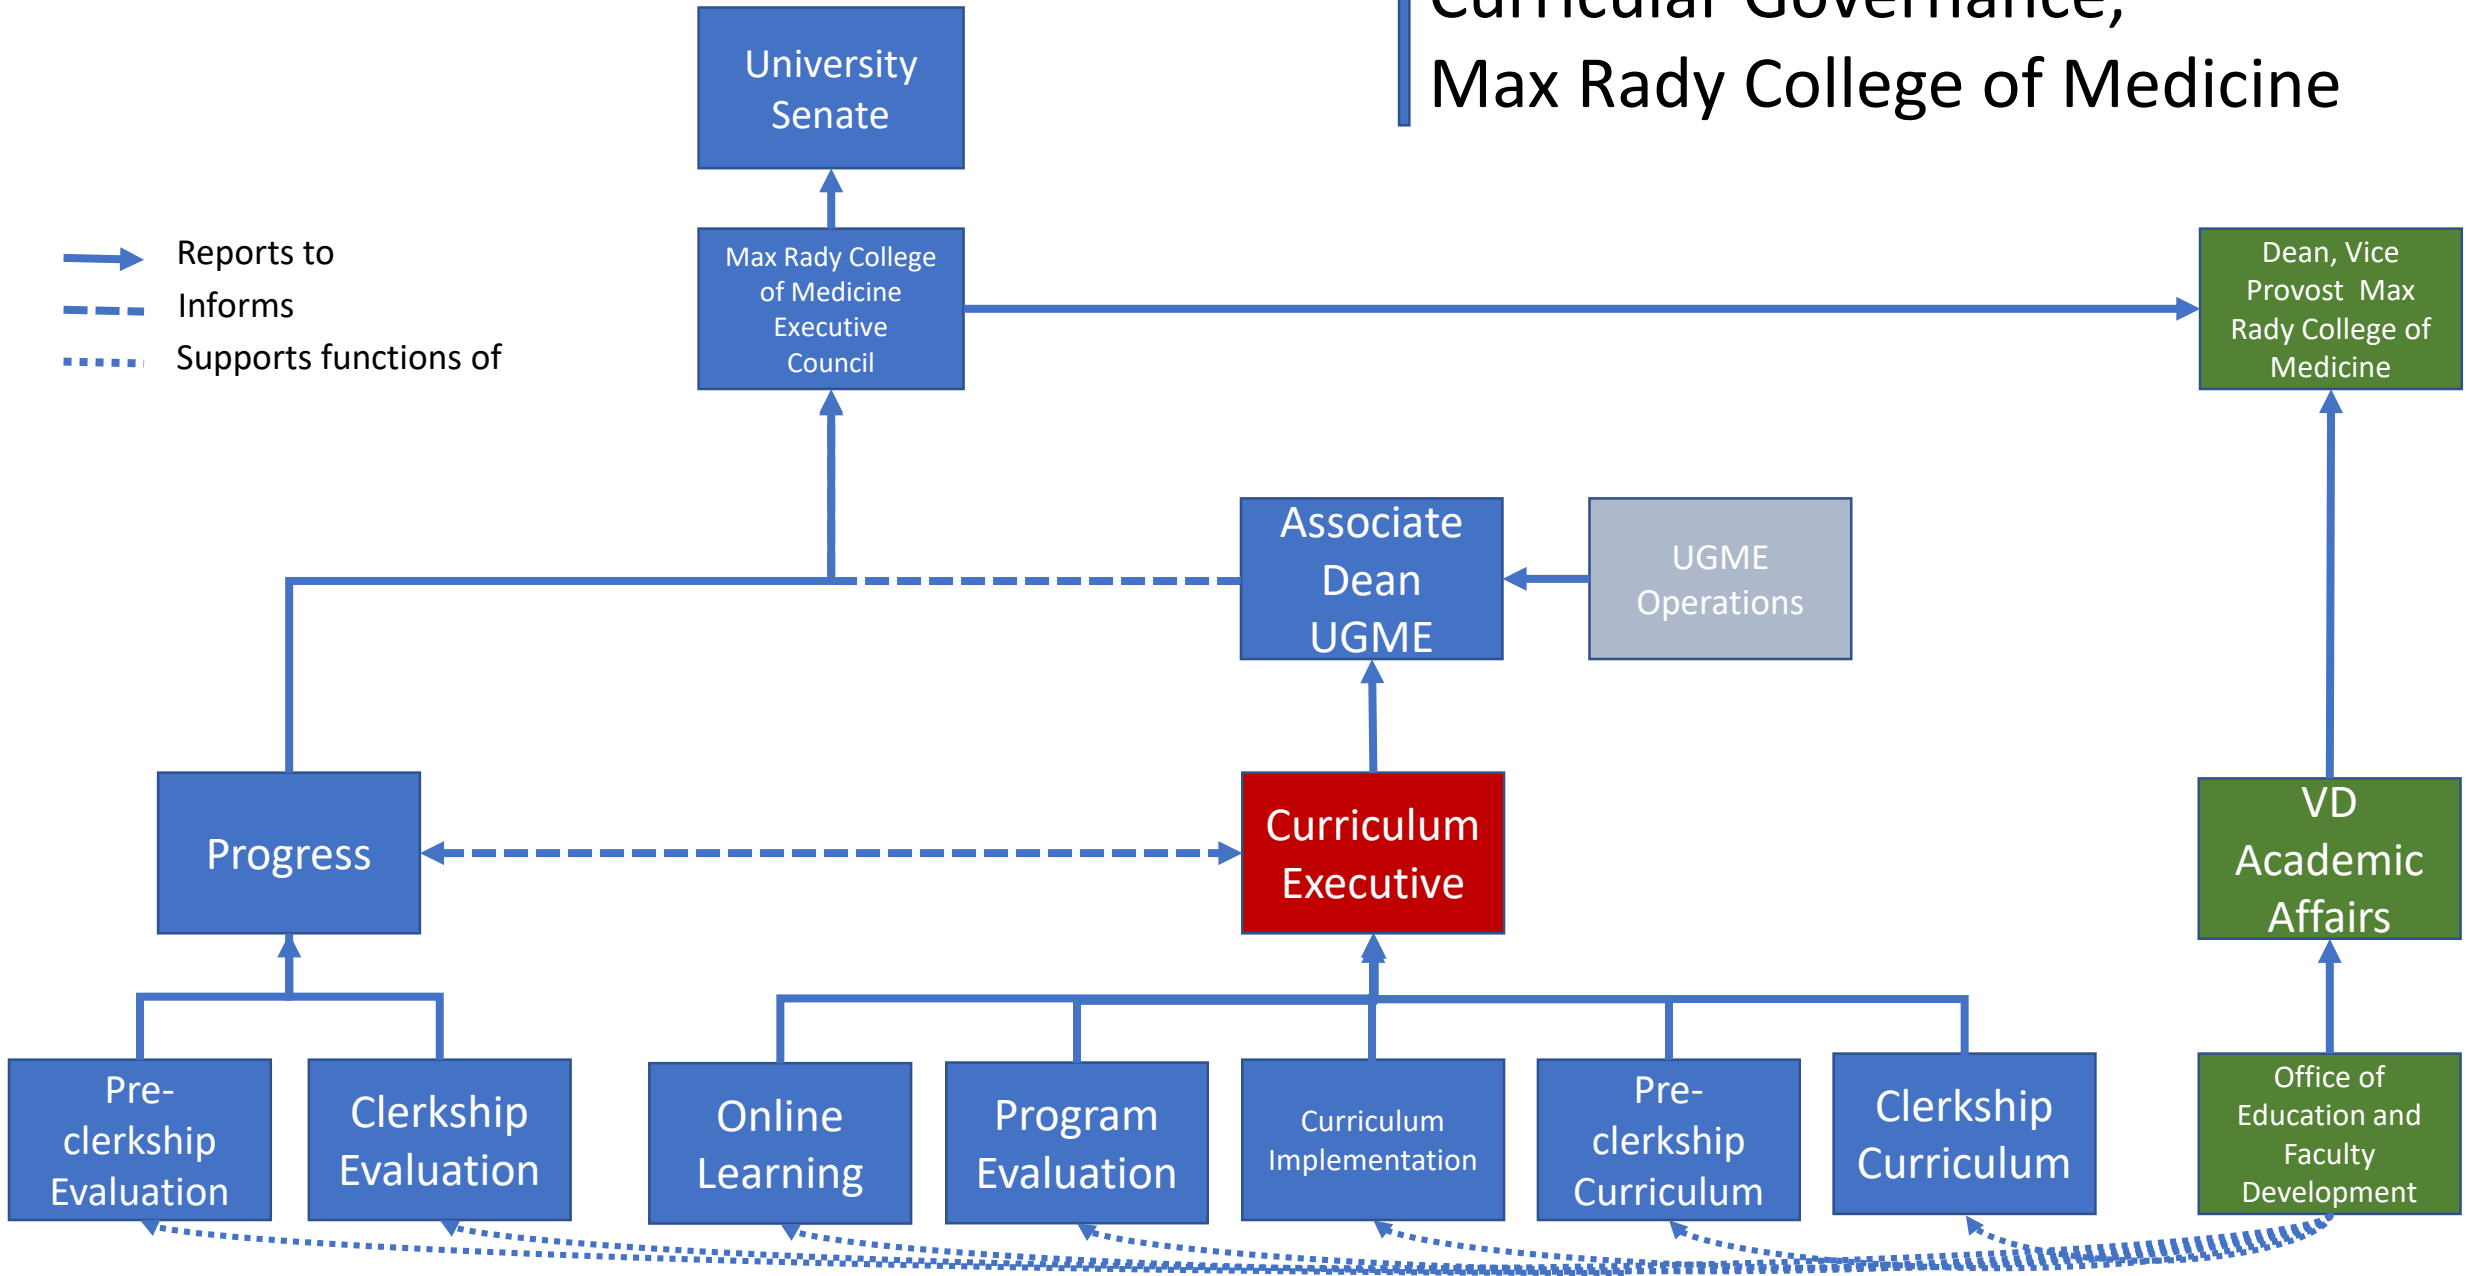 Curricular Governance,
Max Rady College of Medicine
University
Senate
Reports to
Informs
Supports functions of
Max Rady College
of Medicine
Executive
Council
Dean, Vice
Provost Max
Rady College of
Medicine
Associate
Dean
UGME
UGME
Operations
Progress
Curriculum
Executive
VD
Academic
Affairs
Pre-
clerkship
Evaluation
Clerkship
Evaluation
Online
Learning
Program
Evaluation
Curriculum
Implementation
Pre-
clerkship
Curriculum
Clerkship
Curriculum
Office of
Education and
Faculty
Development